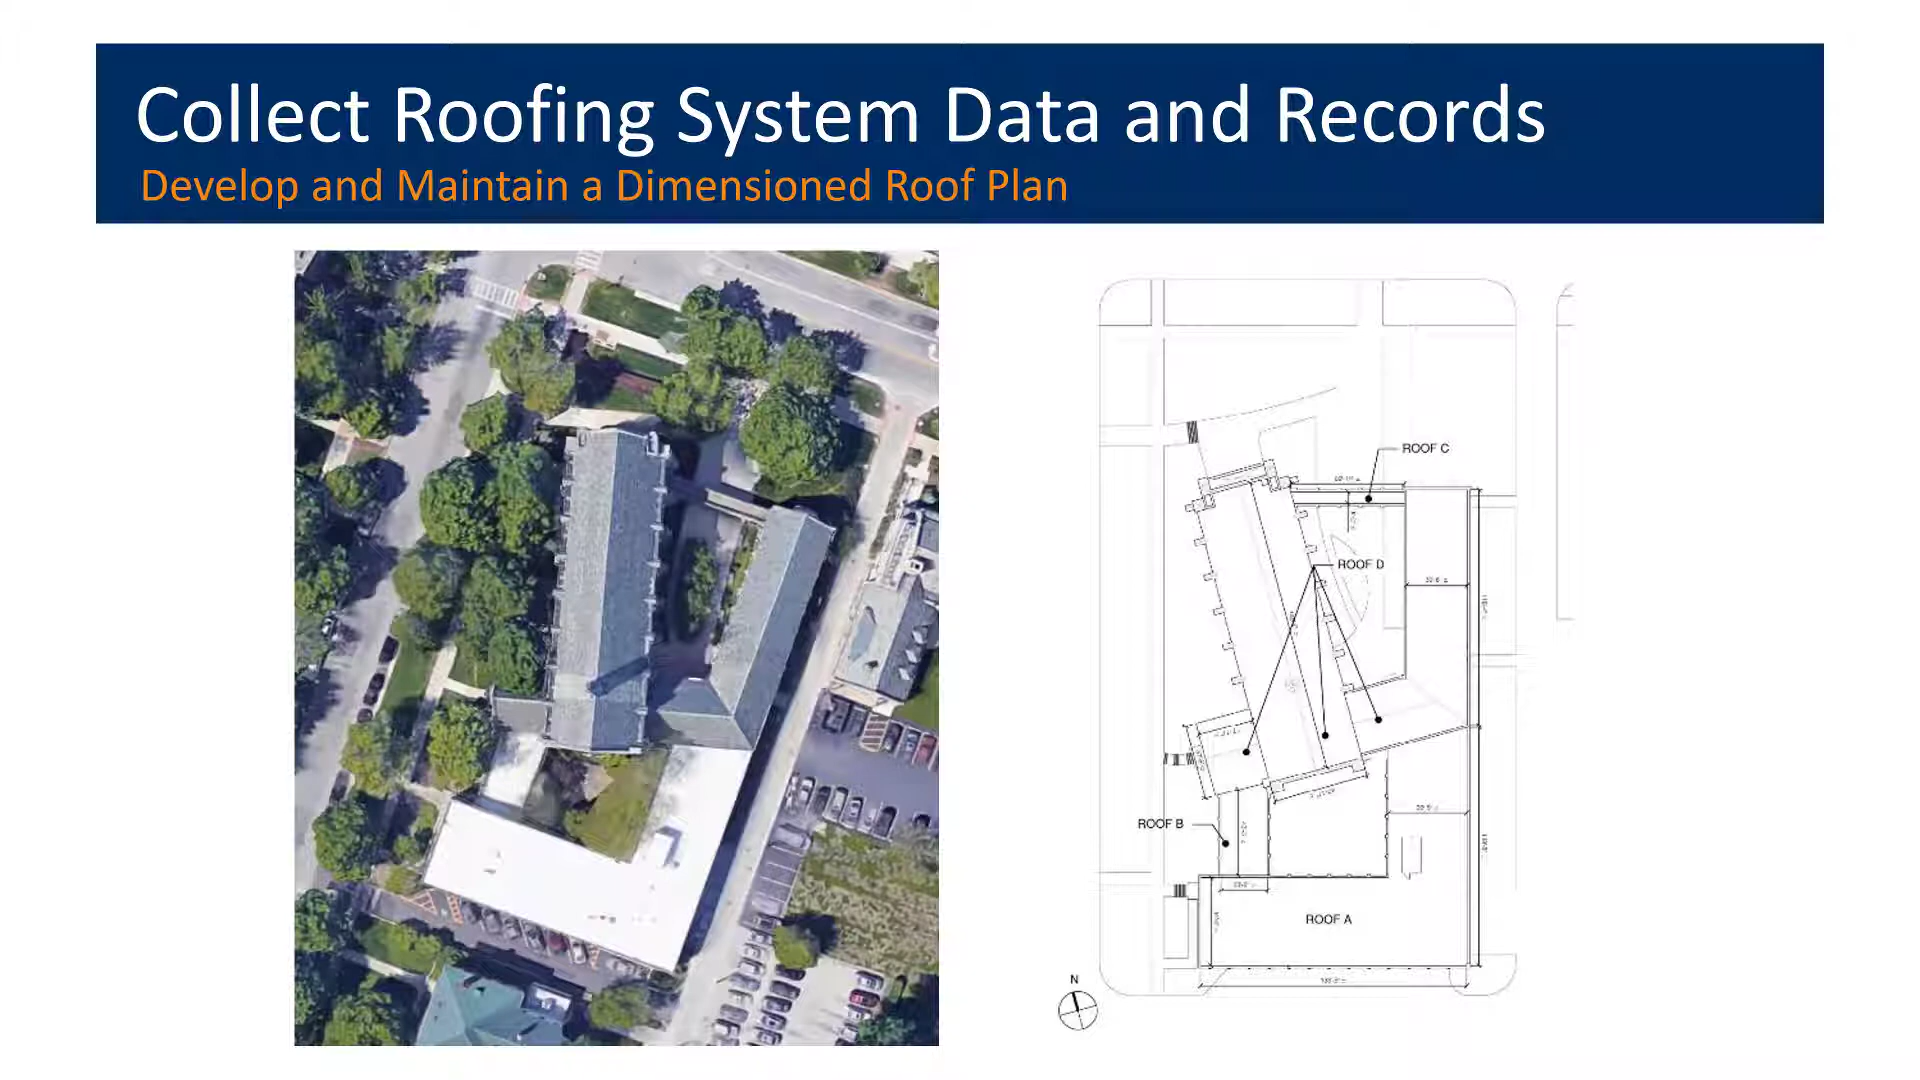 Collect Roofing System Data and Records
Develop and Maintain a Dimensioned Roof Plan
ROOF C
ROOF D
ROOF B
ROOF A
N